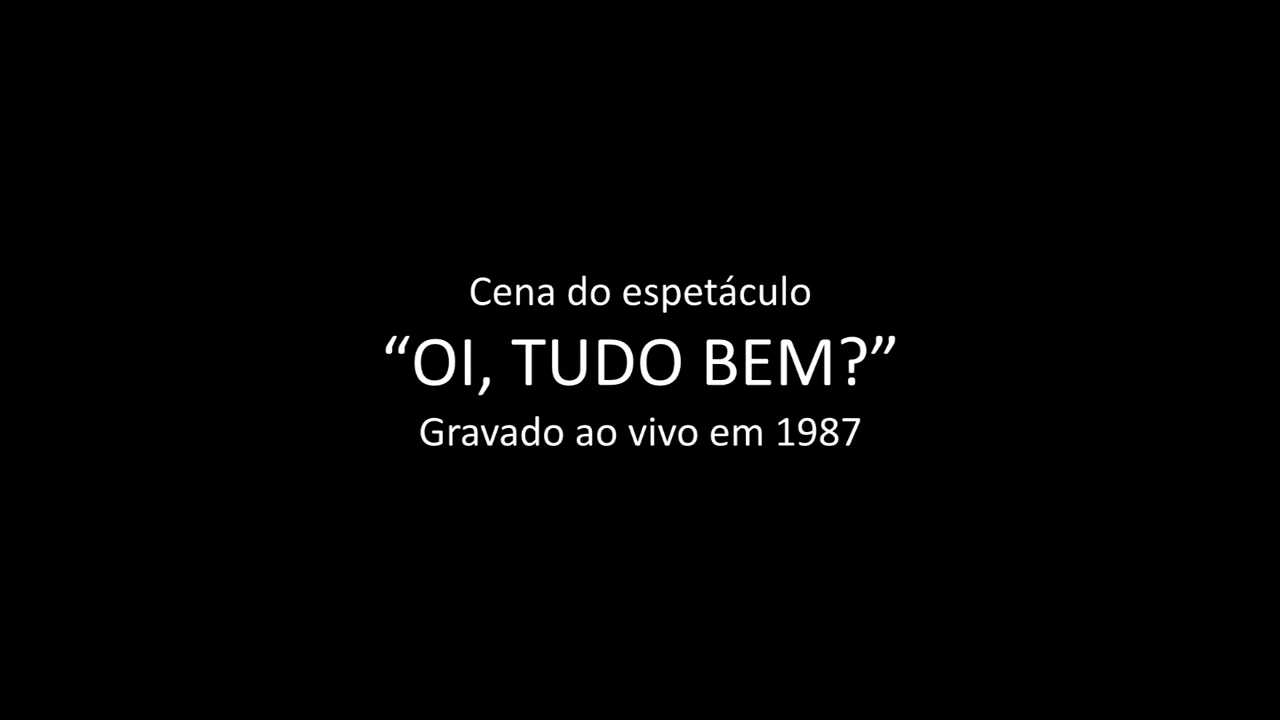 Cena do espetáculo
“OI, TUDO BEM?”
Gravado ao vivo em 1987